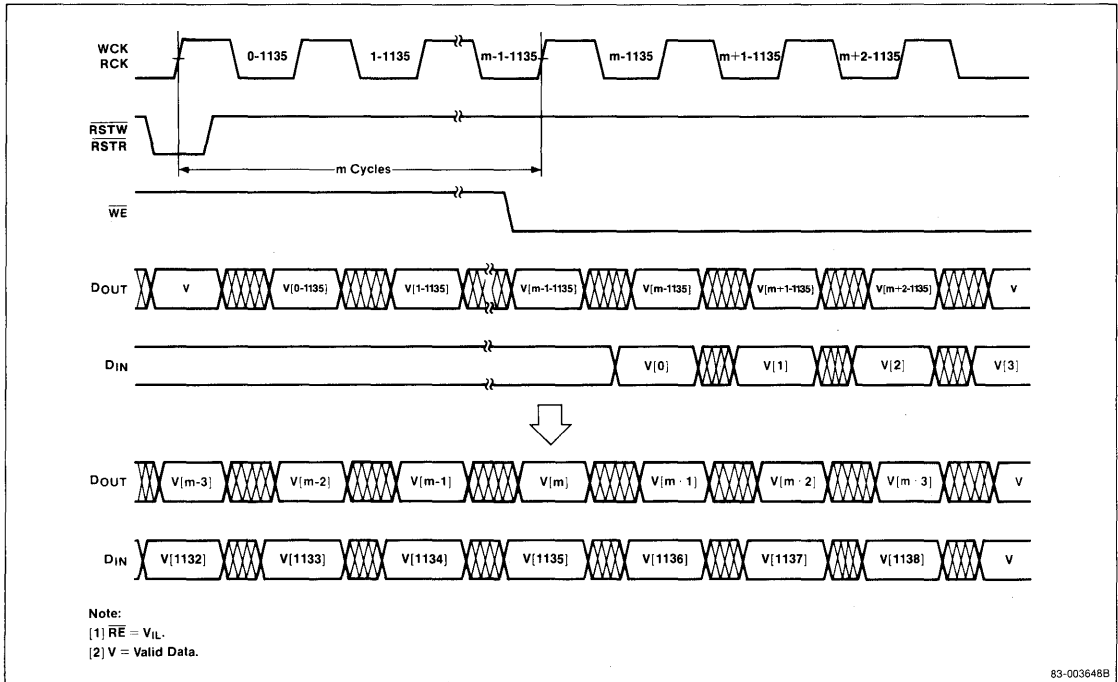 WCK
RCK
0-1135 1-1135 m-1-1135 m-1135 m+1-1135 m+2-1135
RSTW
RSTR
m Cycles
WE
DOUT V V[0-1135] V[1-1135] V[m-1-1135] V[m-1135] V[m+1-1135] V[m+2-1135] V
DIN V[0] V[1] V[2] V[3]
DOUT V[m-3] V[m-2] V[m-1] V[m] V[m · 1] V[m · 2] V[m · 3] V
DIN V[1132] V[1133] V[1134] V[1135] V[1136] V[1137] V[1138] V
Note:
[1] RE = VIL.
[2] V = Valid Data.
83-003648B